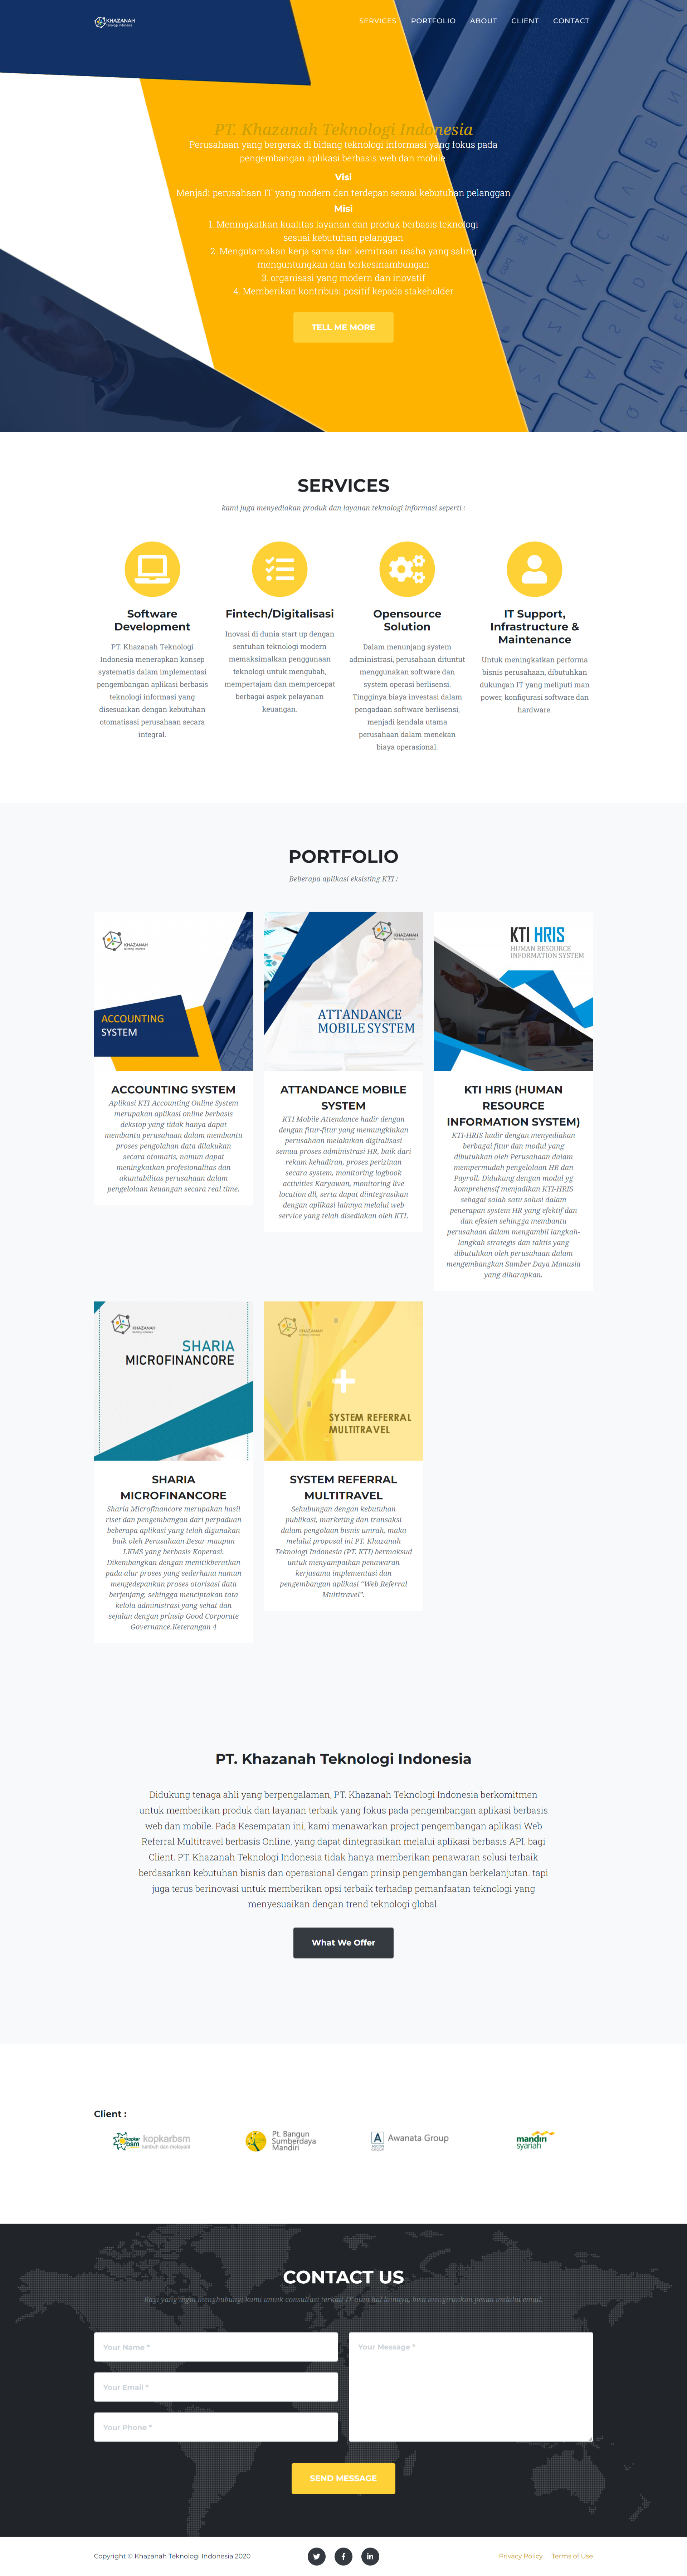 KHAZANAH
Teknologi Indonesia
SERVICES PORTFOLIO ABOUT CLIENT CONTACT
PT. Khazanah Teknologi Indonesia
Perusahaan yang bergerak di bidang teknologi informasi yang fokus pada
pengembangan aplikasi berbasis web dan mobile.
Visi
Menjadi perusahaan IT yang modern dan terdepan sesuai kebutuhan pelanggan
Misi
1. Meningkatkan kualitas layanan dan produk berbasis teknologi
sesuai kebutuhan pelanggan
2. Mengutamakan kerja sama dan kemitraan usaha yang saling
menguntungkan dan berkesinambungan
3. organisasi yang modern dan inovatif
4. Memberikan kontribusi positif kepada stakeholder
TELL ME MORE
SERVICES
kami juga menyediakan produk dan layanan teknologi informasi seperti :
Software
Development
PT. Khazanah Teknologi
Indonesia menerapkan konsep
systematis dalam implementasi
pengembangan aplikasi berbasis
teknologi informasi yang
disesuaikan dengan kebutuhan
otomatisasi perusahaan secara
integral.
Fintech/Digitalisasi
Inovasi di dunia start up dengan
sentuhan teknologi modern
memaksimalkan penggunaan
teknologi untuk mengubah,
mempertajam dan mempercepat
berbagai aspek pelayanan
keuangan.
Opensource
Solution
Dalam menunjang system
administrasi, perusahaan dituntut
menggunakan software dan
system operasi berlisensi.
Tingginya biaya investasi dalam
pengadaan software berlisensi,
menjadi kendala utama
perusahaan dalam menekan
biaya operasional.
IT Support,
Infrastructure &
Maintenance
Untuk meningkatkan performa
bisnis perusahaan, dibutuhkan
dukungan IT yang meliputi man
power, konfigurasi software dan
hardware.
PORTFOLIO
Beberapa aplikasi eksisting KTI :
KHAZANAH
Teknologi Indonesia
ACCOUNTING
SYSTEM
ACCOUNTING SYSTEM
Aplikasi KTI Accounting Online System
merupakan aplikasi online berbasis
dekstop yang tidak hanya dapat
membantu perusahaan dalam membantu
proses pengolahan data dilakukan
secara otomatis, namun dapat
meningkatkan profesionalitas dan
akuntabilitas perusahaan dalam
pengelolaan keuangan secara real time.
KHAZANAH
Teknologi Indonesia
ATTANDANCE
MOBILE SYSTEM
ATTANDANCE MOBILE
SYSTEM
KTI Mobile Attendance hadir dengan
dengan fitur-fitur yang memungkinkan
perusahaan melakukan digitalisasi
semua proses administrasi HR, baik dari
rekam kehadiran, proses perizinan
secara system, monitoring logbook
activities Karyawan, monitoring live
location dll, serta dapat diintegrasikan
dengan aplikasi lainnya melalui web
service yang telah disediakan oleh KTI.
KTI HRIS
HUMAN RESOURCE
INFORMATION SYSTEM
KTI HRIS (HUMAN
RESOURCE
INFORMATION SYSTEM)
KTI-HRIS hadir dengan menyediakan
berbagai fitur dan modul yang
dibutuhkan oleh Perusahaan dalam
mempermudah pengelolaan HR dan
Payroll. Didukung dengan modul yg
komprehensif menjadikan KTI-HRIS
sebagai salah satu solusi dalam
penerapan system HR yang efektif dan
dan efesien sehingga membantu
perusahaan dalam mengambil langkah-
langkah strategis dan taktis yang
dibutuhkan oleh perusahaan dalam
mengembangkan Sumber Daya Manusia
yang diharapkan.
KHAZANAH
Teknologi Indonesia
SHARIA
MICROFINANCORE
SHARIA
MICROFINANCORE
Sharia Microfinancore merupakan hasil
riset dan pengembangan dari perpaduan
beberapa aplikasi yang telah digunakan
baik oleh Perusahaan Besar maupun
LKMS yang berbasis Koperasi.
Dikembangkan dengan menitikberatkan
pada alur proses yang sederhana namun
mengedepankan proses otorisasi data
berjenjang, sehingga menciptakan tata
kelola administrasi yang sehat dan
sejalan dengan prinsip Good Corporate
Governance.Keterangan 4
KHAZANAH
Teknologi Indonesia
SYSTEM REFERRAL
MULTITRAVEL
SYSTEM REFERRAL
MULTITRAVEL
Sehubungan dengan kebutuhan
publikasi, marketing dan transaksi
dalam pengolaan bisnis umrah, maka
melalui proposal ini PT. Khazanah
Teknologi Indonesia (PT. KTI) bermaksud
untuk menyampaikan penawaran
kerjasama implementasi dan
pengembangan aplikasi "Web Referral
Multitravel".
PT. Khazanah Teknologi Indonesia
Didukung tenaga ahli yang berpengalaman, PT. Khazanah Teknologi Indonesia berkomitmen
untuk memberikan produk dan layanan terbaik yang fokus pada pengembangan aplikasi berbasis
web dan mobile. Pada Kesempatan ini, kami menawarkan project pengembangan aplikasi Web
Referral Multitravel berbasis Online, yang dapat dintegrasikan melalui aplikasi berbasis API. bagi
Client. PT. Khazanah Teknologi Indonesia tidak hanya memberikan penawaran solusi terbaik
berdasarkan kebutuhan bisnis dan operasional dengan prinsip pengembangan berkelanjutan. tapi
juga terus berinovasi untuk memberikan opsi terbaik terhadap pemanfaatan teknologi yang
menyesuaikan dengan trend teknologi global.
What We Offer
Client :
kopkar
bsm
kopkarbsm
tumbuh dan melayani
Pt. Bangun
Sumberdaya
Mandiri
A
Awanata Group
mandiri
syariah
CONTACT US
Bagi yang ingin menghubungi kami untuk consultasi terkait IT atau hal lainnya, bisa mengirimkan pesan melalui email.
Your Name *
Your Email *
Your Phone *
Your Message *
SEND MESSAGE
Copyright © Khazanah Teknologi Indonesia 2020
Privacy Policy Terms of Use